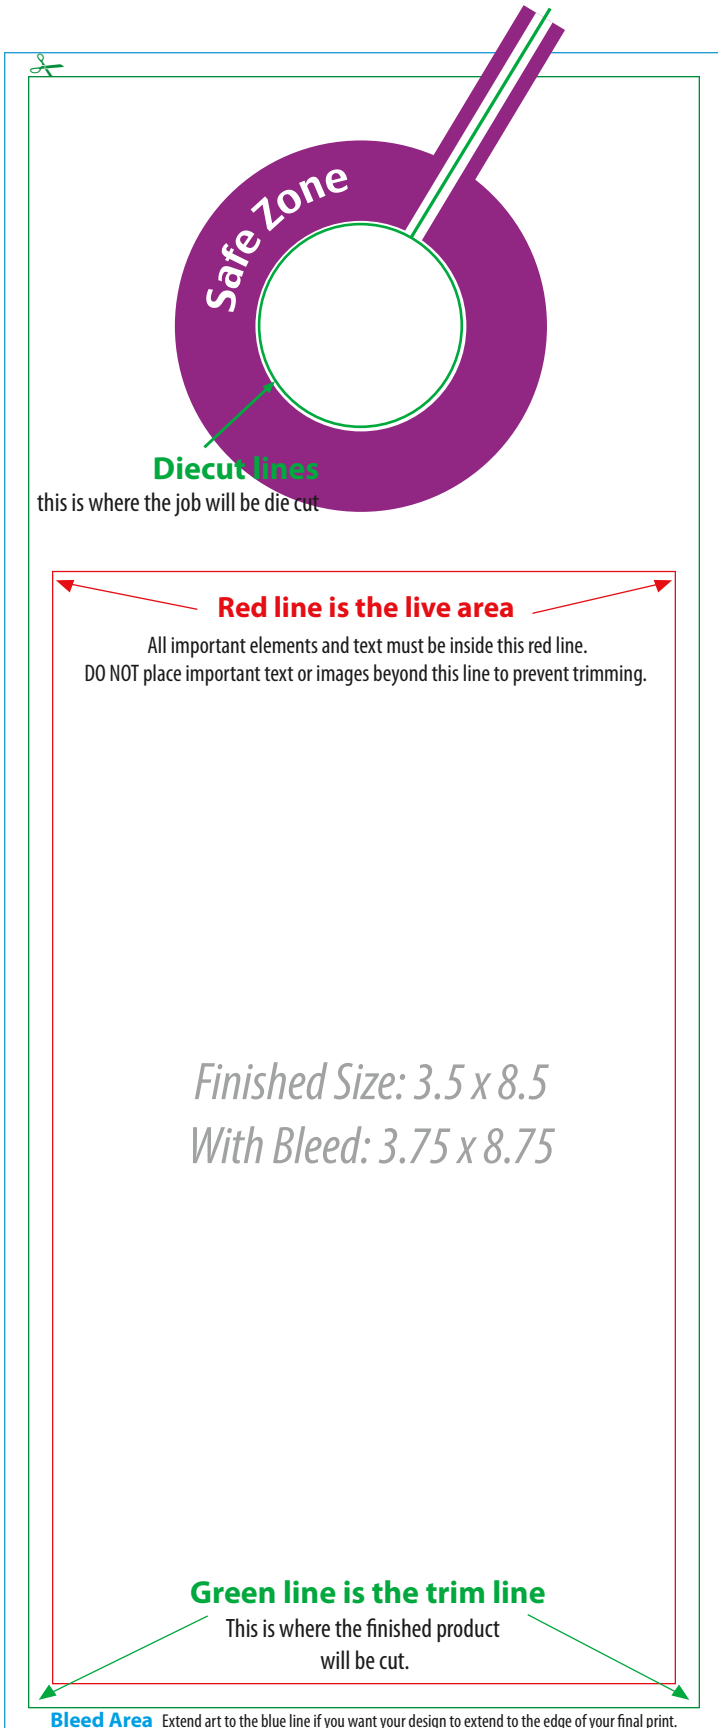 Safe Zone
Diecut lines
this is where the job will be die cut
Red line is the live area
All important elements and text must be inside this red line.
DO NOT place important text or images beyond this line to prevent trimming.
Finished Size: 3.5 x 8.5
With Bleed: 3.75 x 8.75
Green line is the trim line
This is where the finished product
will be cut.
Bleed Area Extend art to the blue line if you want your design to extend to the edge of your final print.